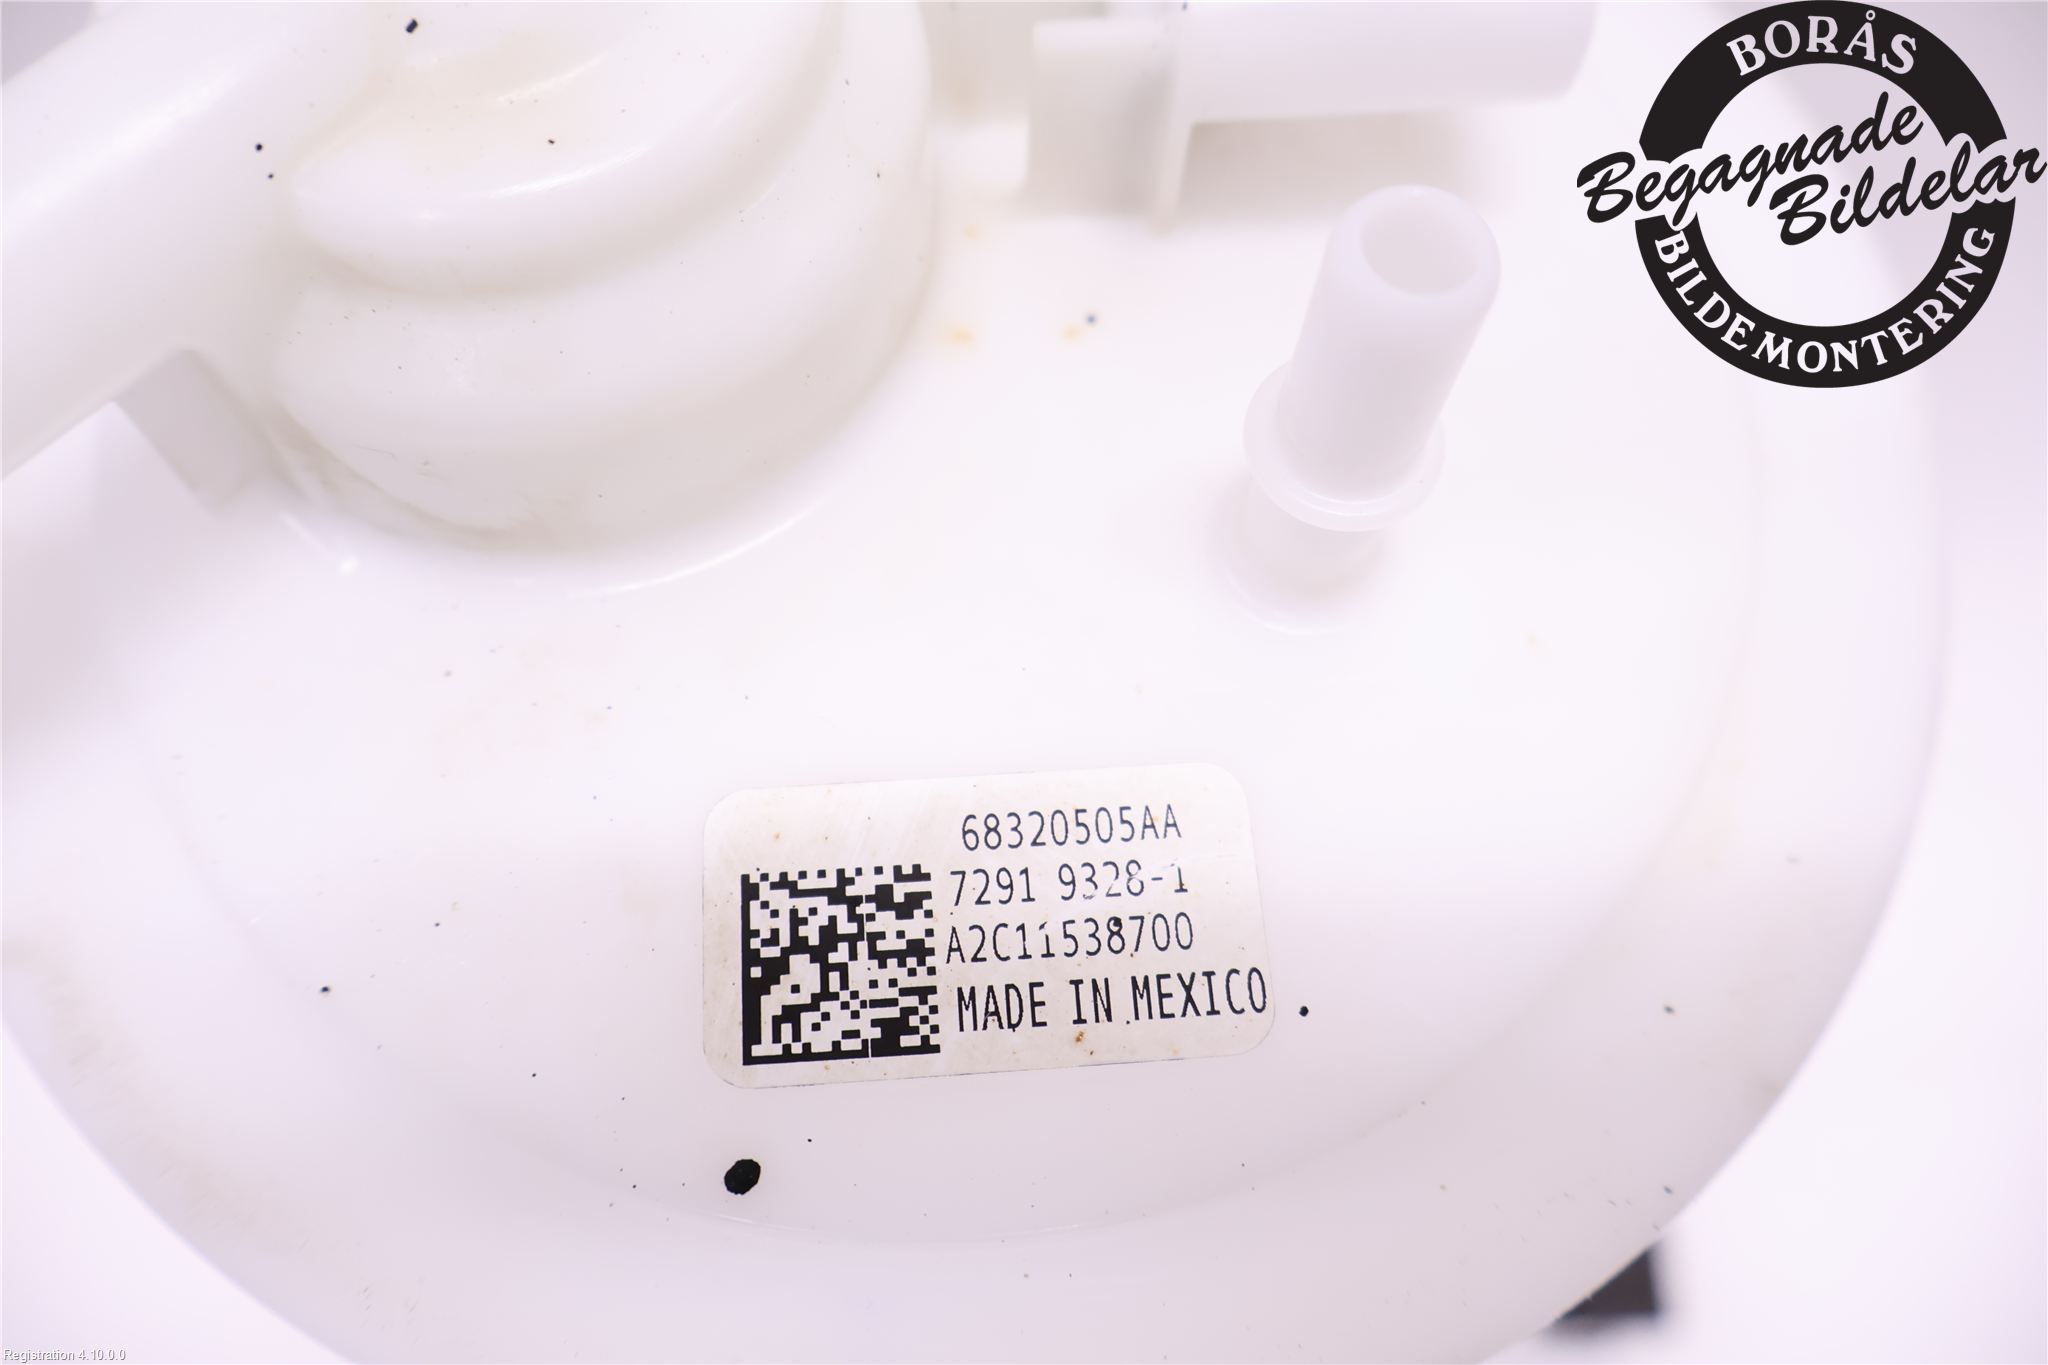 BORÅS
Begagnade
Bildelar
BILDEMONTERING
68320505AA
7291 9328-1
A2C11538700
MADE IN MEXICO
Registration 4.10.0.0